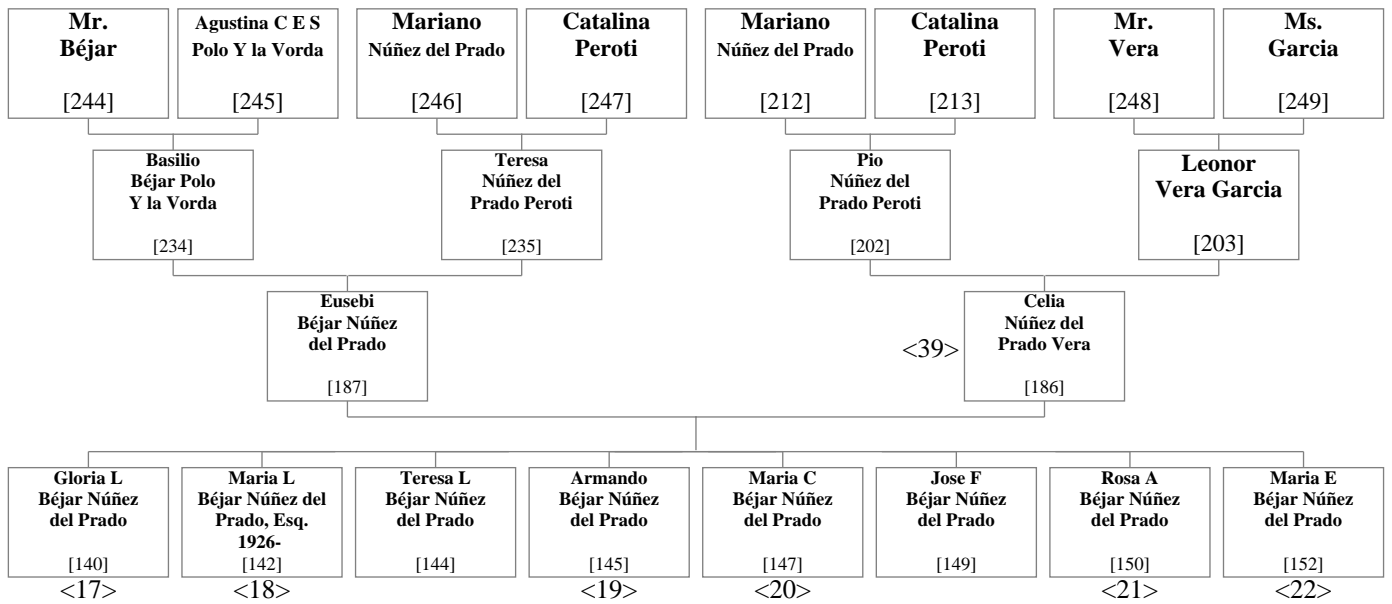 Mr.
Béjar
[244]
Agustina C E S
Polo Y la Vorda
[245]
Mariano
Núñez del Prado
[246]
Catalina
Peroti
[247]
Mariano
Núñez del Prado
[212]
Catalina
Peroti
[213]
Mr.
Vera
[248]
Ms.
Garcia
[249]
Basilio
Béjar Polo
Y la Vorda
[234]
Teresa
Núñez del
Prado Peroti
[235]
Pio
Núñez del
Prado Peroti
[202]
Leonor
Vera Garcia
[203]
Eusebi
Béjar Núñez
del Prado
[187]
<39>
Celia
Núñez del
Prado Vera
[186]
Gloria L
Béjar Núñez
del Prado
[140]
<17>
Maria L
Béjar Núñez del
Prado, Esq.
1926-
[142]
<18>
Teresa L
Béjar Núñez
del Prado
[144]
Armando
Béjar Núñez
del Prado
[145]
<19>
Maria C
Béjar Núñez
del Prado
[147]
<20>
Jose F
Béjar Núñez
del Prado
[149]
Rosa A
Béjar Núñez
del Prado
[150]
<21>
Maria E
Béjar Núñez
del Prado
[152]
<22>